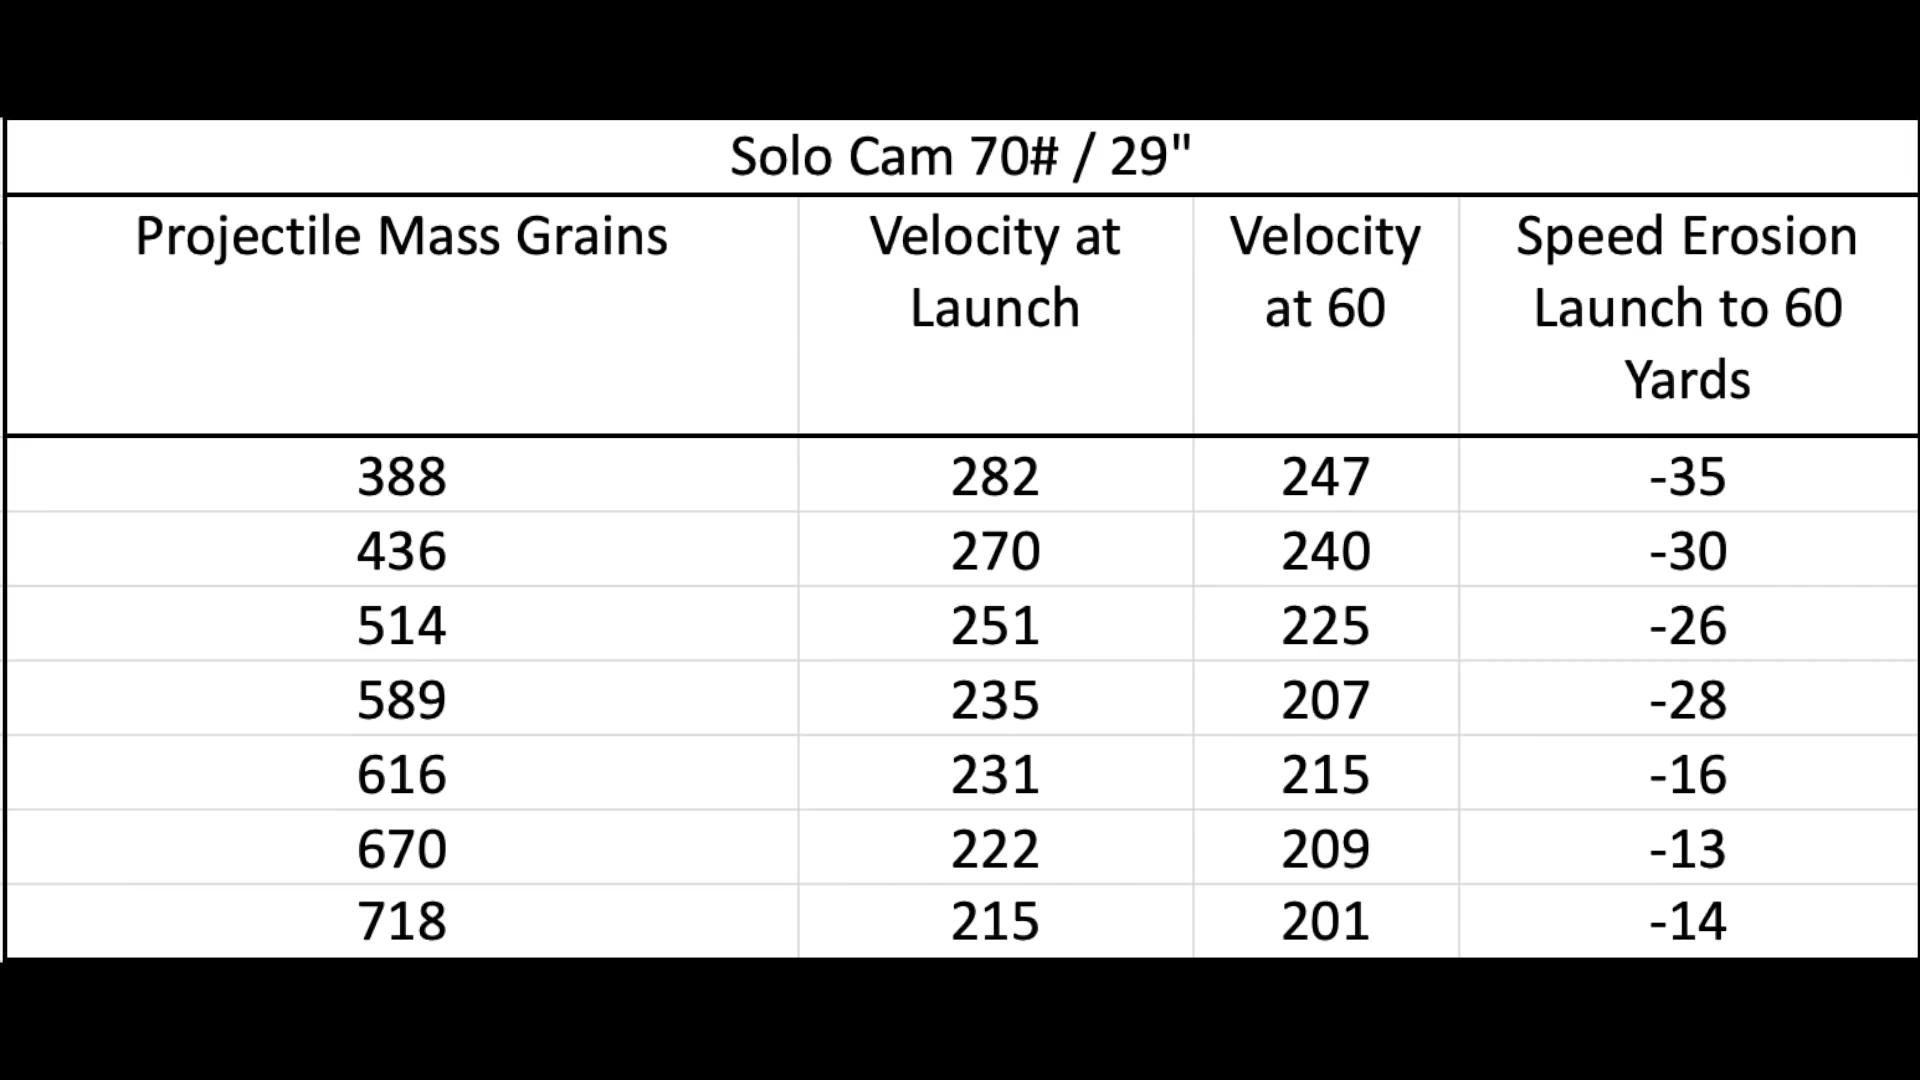 Solo Cam 70# / 29"
Projectile Mass Grains Velocity at Launch Velocity at 60 Speed Erosion Launch to 60 Yards
388 282 247 -35
436 270 240 -30
514 251 225 -26
589 235 207 -28
616 231 215 -16
670 222 209 -13
718 215 201 -14